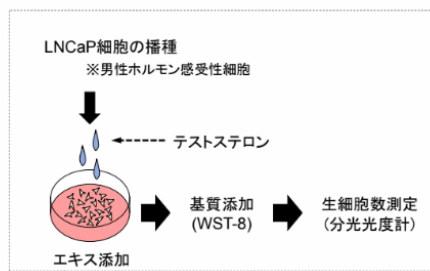 LNCaP細胞の播種
※男性ホルモン感受性細胞
テストステロン
エキス添加
基質添加
(WST-8)
生細胞数測定
(分光光度計)